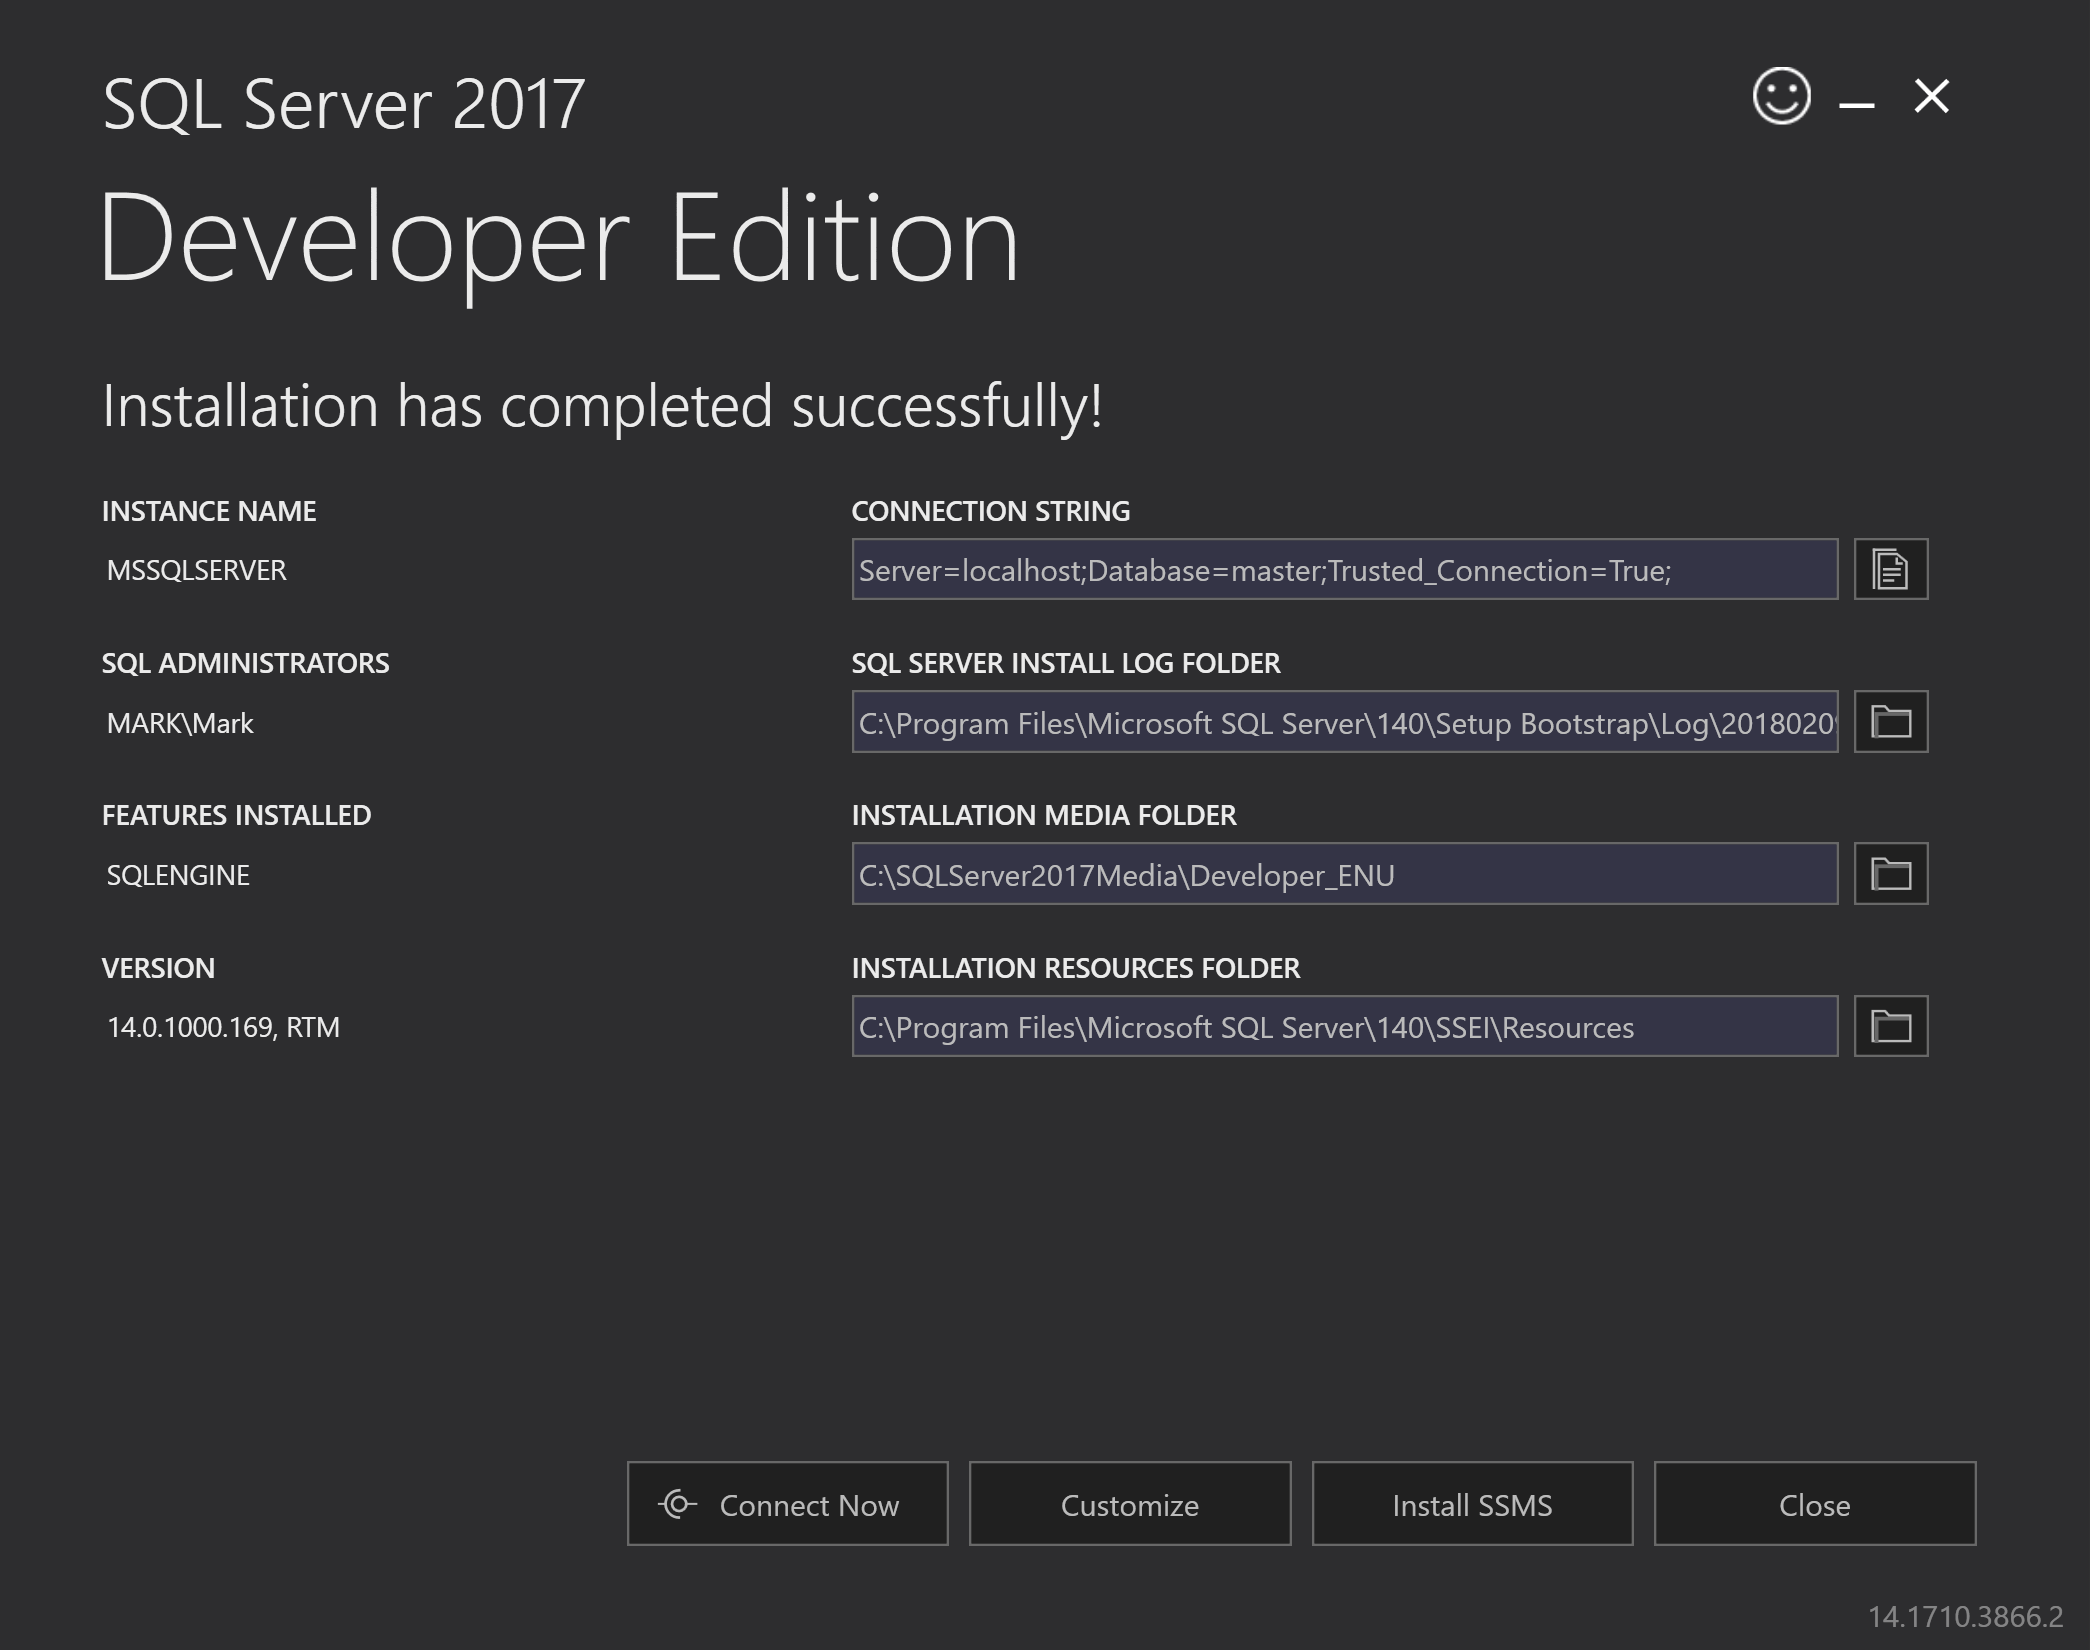 SQL Server 2017
Developer Edition
Installation has completed successfully!
INSTANCE NAME
MSSQLSERVER
CONNECTION STRING
Server=localhost;Database=master;Trusted_Connection=True;
SQL ADMINISTRATORS
MARK\Mark
SQL SERVER INSTALL LOG FOLDER
C:\Program Files\Microsoft SQL Server\140\Setup Bootstrap\Log\20180209
FEATURES INSTALLED
SQLENGINE
INSTALLATION MEDIA FOLDER
C:\SQLServer2017Media\Developer_ENU
VERSION
14.0.1000.169, RTM
INSTALLATION RESOURCES FOLDER
C:\Program Files\Microsoft SQL Server\140\SSEI\Resources
Connect Now
Customize
Install SSMS
Close
14.1710.3866.2